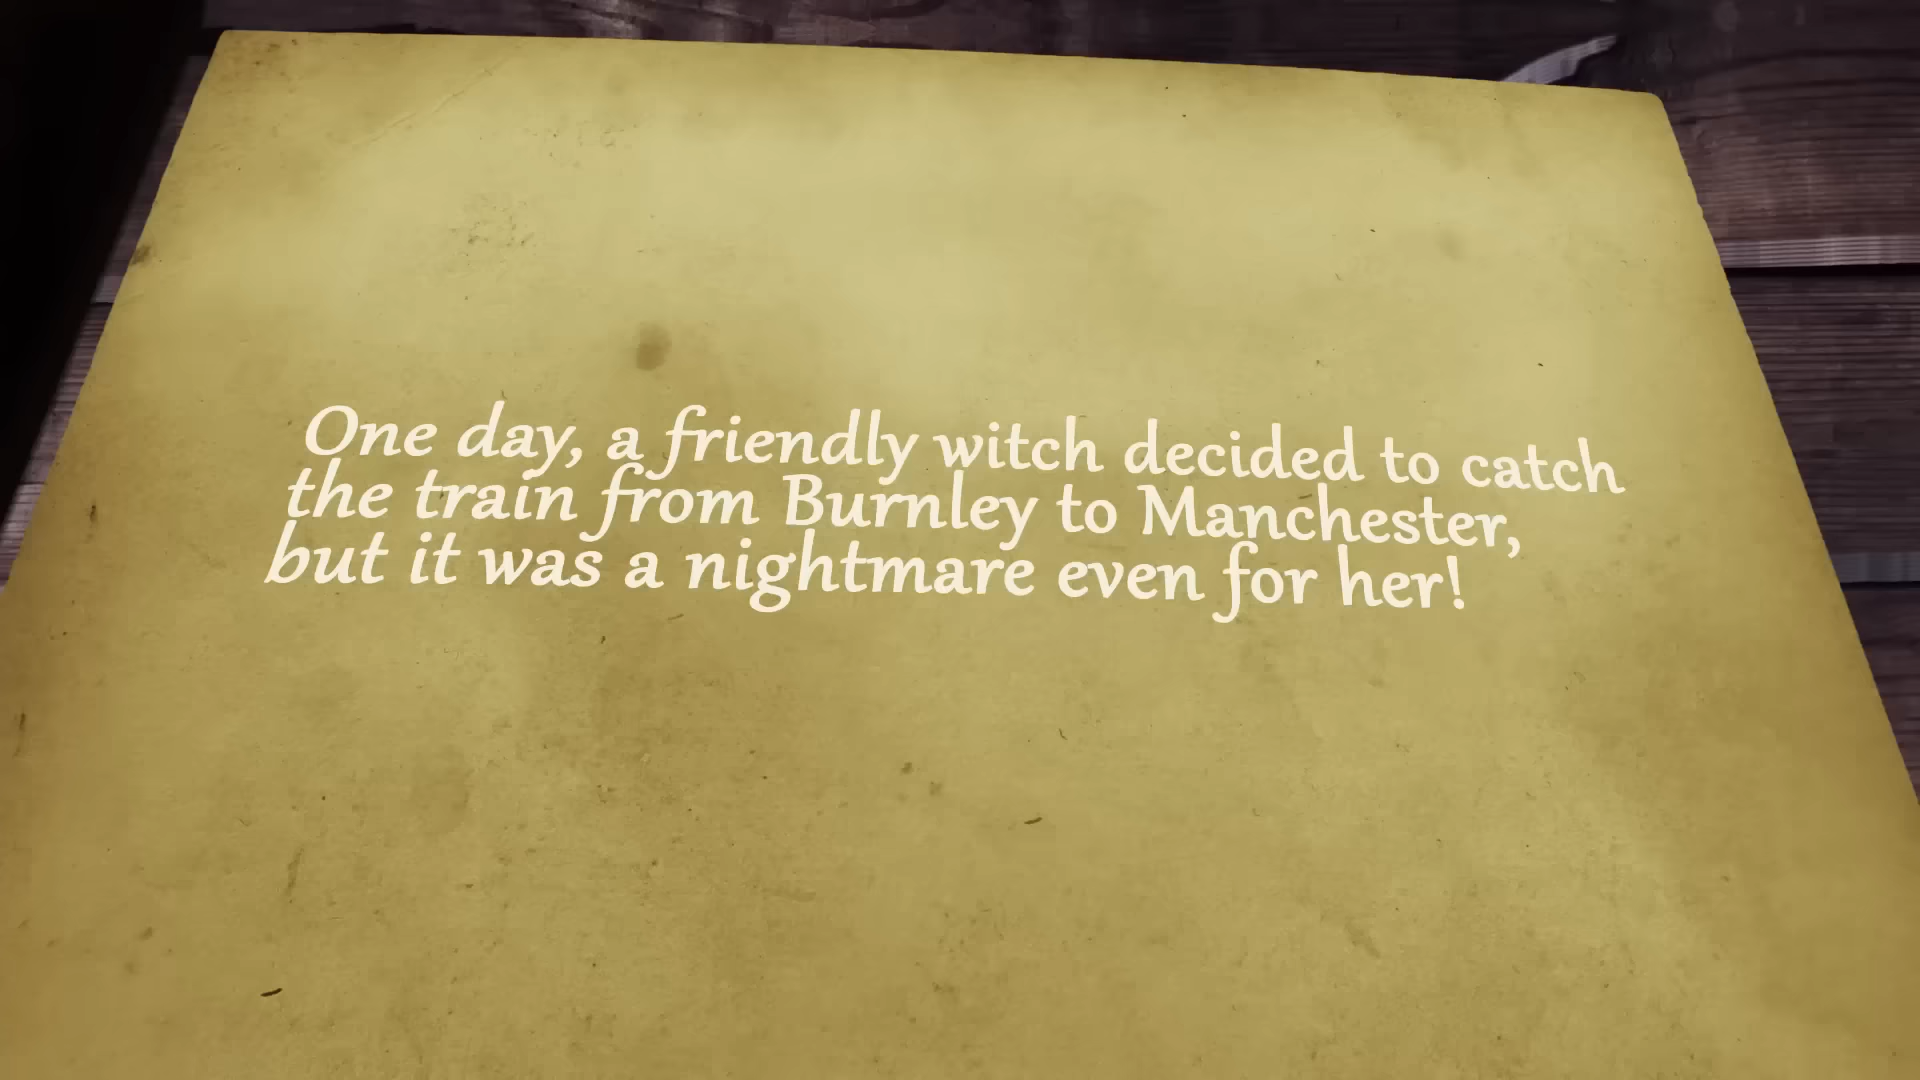 One day, a friendly witch decided to catch
the train from Burnley to Manchester,
but it was a nightmare even for her!